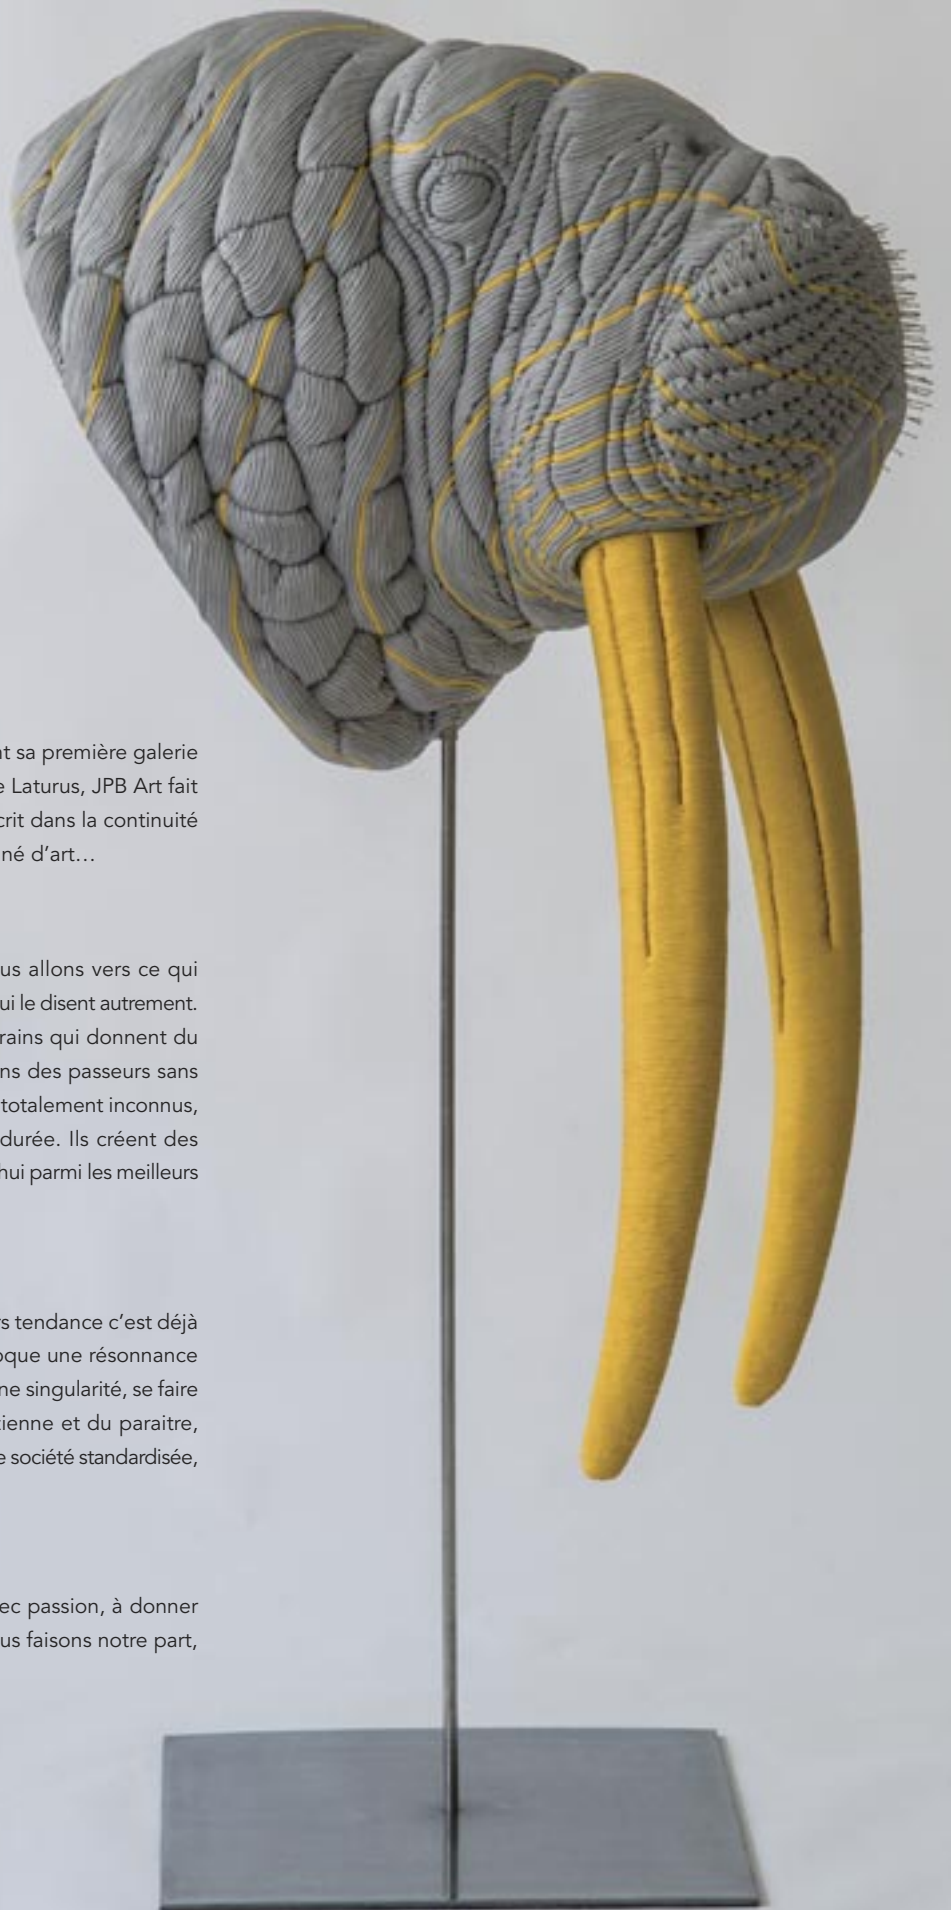 nt sa première galerie
e Laturus, JPB Art fait
crit dans la continuité
né d’art…
us allons vers ce qui
ui le disent autrement.
rains qui donnent du
ns des passeurs sans
totalement inconnus,
durée. Ils créent des
hui parmi les meilleurs
s tendance c’est déjà
oque une résonnance
ne singularité, se faire
tienne et du paraitre,
e société standardisée,
ec passion, à donner
us faisons notre part,